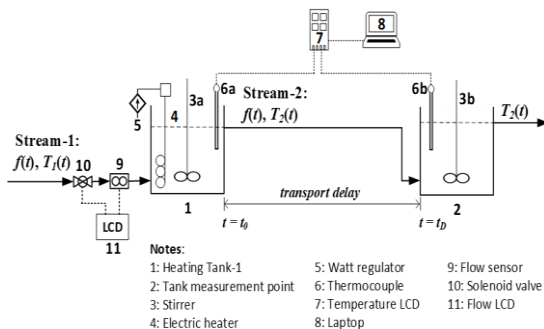 8
7
3a
6a
Stream-2:
f(t), T2(t)
6b
3b
T2(t)
4
5
Stream-1:
f(t), T1(t)
10
9
LCD
11
1
transport delay
2
t = t0
t = tD
Notes:
1: Heating Tank-1
2: Tank measurement point
3: Stirrer
4: Electric heater
5: Watt regulator
6: Thermocouple
7: Temperature LCD
8: Laptop
9: Flow sensor
10: Solenoid valve
11: Flow LCD